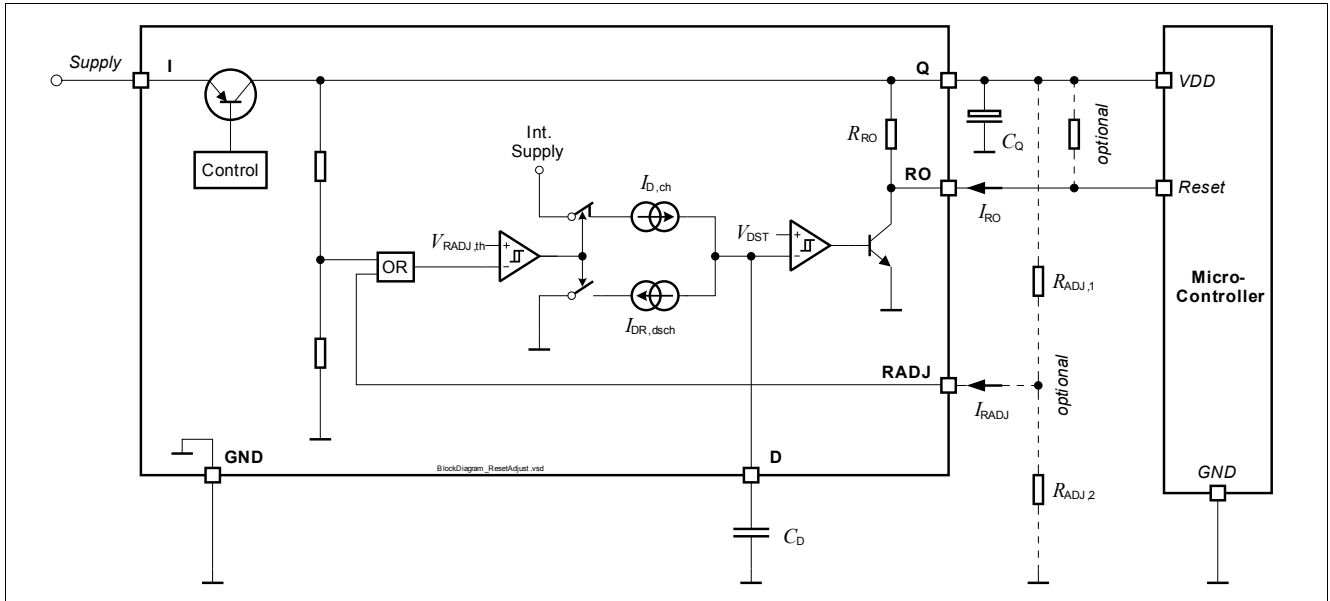 Supply
I
Q
VDD
Int.
Supply
R_RO
C_Q
optional
Control
I_D,ch
RO
Reset
I_RO
V_RADJ,th
+
-
V_DST
+
-
OR
R_ADJ,1
Micro-
Controller
I_DR,dsch
RADJ
I_RADJ
optional
GND
BlockDiagram_ResetAdjust.vsd
D
GND
R_ADJ,2
C_D